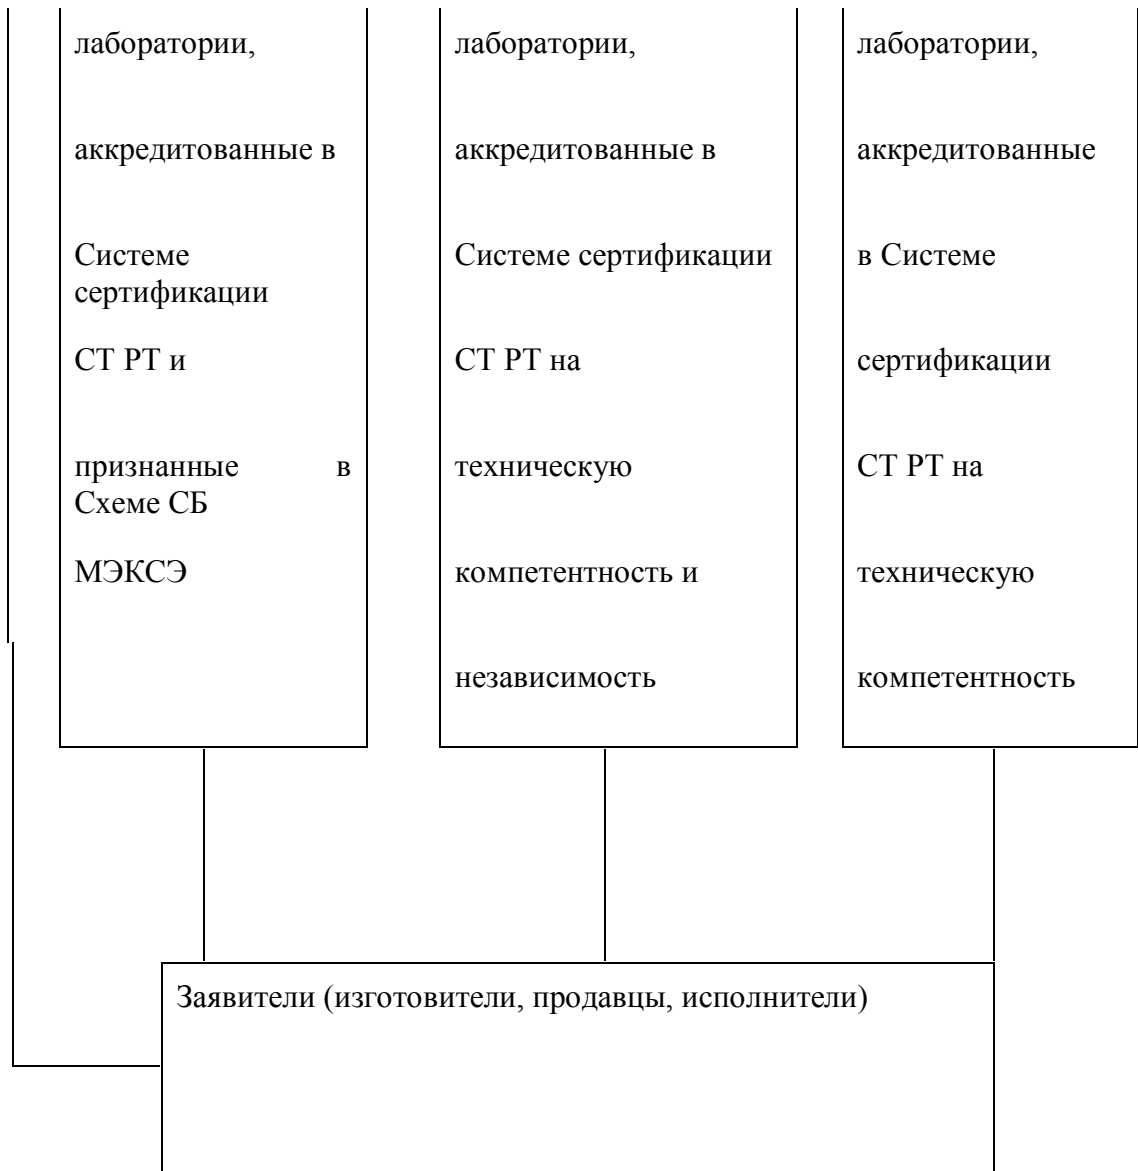 лаборатории,
аккредитованные в
Системе
сертификации
СТ РТ и
признанные в
Схеме СБ
МЭКСЭ
лаборатории,
аккредитованные в
Системе сертификации
СТ РТ на
техническую
компетентность и
независимость
лаборатории,
аккредитованные
в Системе
сертификации
СТ РТ на
техническую
компетентность
Заявители (изготовители, продавцы, исполнители)